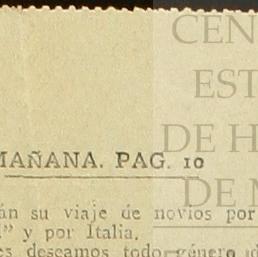 CEN
EST
MAÑANA. PAG. 10
DE H
DE M
án su viaje de novios por
l" y por Italia.
es deseamos todo género d